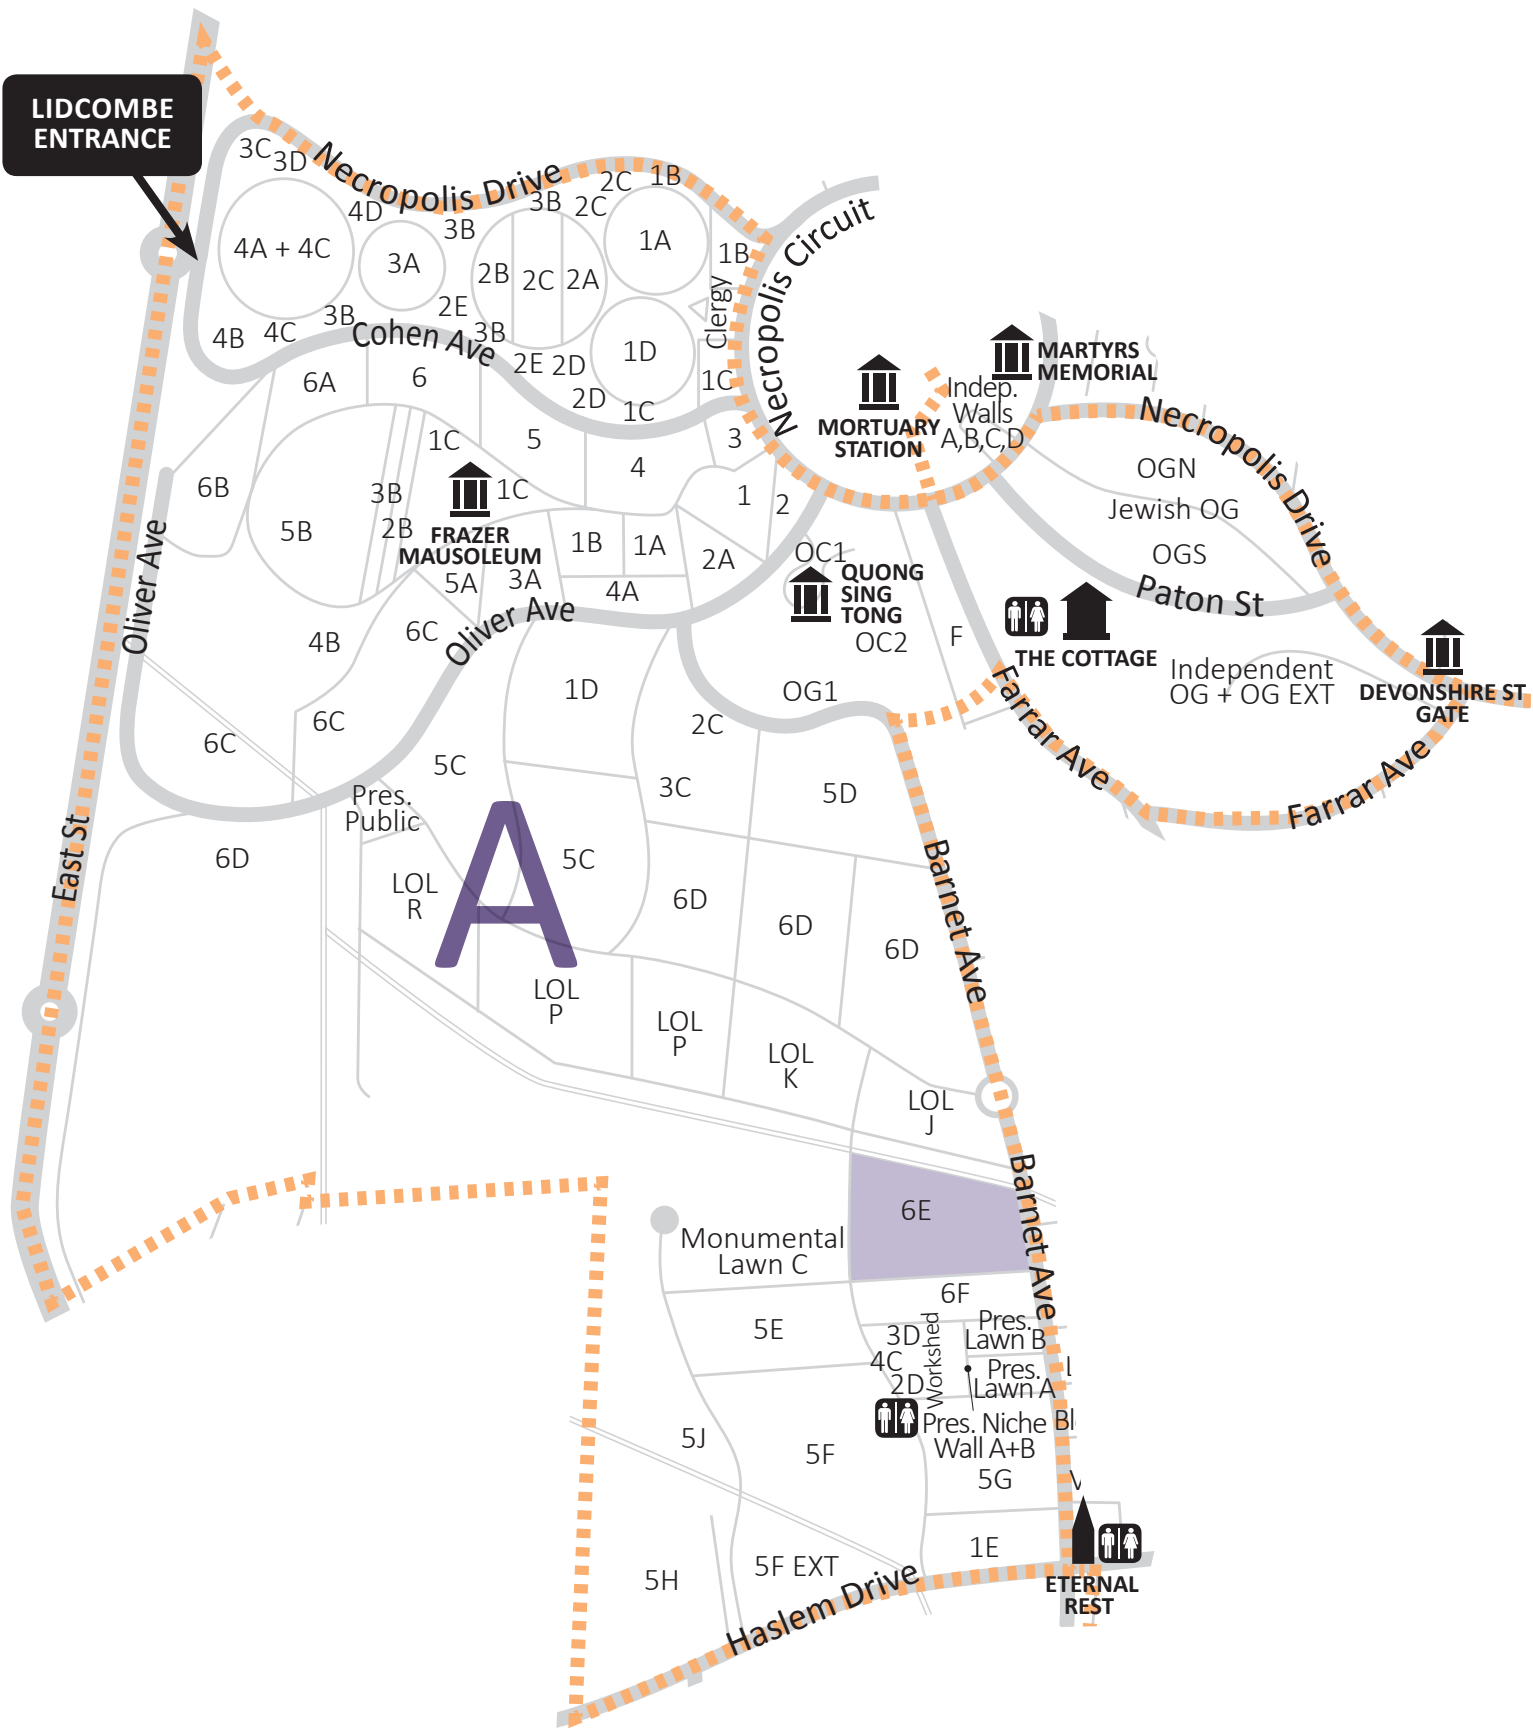 LIDCOMBE
ENTRANCE
Necropolis Drive
3C
3D
4D
3B
3B
2C
2C
1B
4A + 4C
3A
2B
2C
2A
1A
1B
Clergy
Necropolis Circuit
4B
4C
3B
2E
3B
Cohen Ave
2E
2D
1D
2D
1C
1C
6A
6
5
4
3
1C
1C
6B
5B
3B
2B
FRAZER
MAUSOLEUM
1B
1A
2A
1
2
5A
3A
4A
Oliver Ave
Oliver Ave
4B
6C
6C
6C
MORTUARY
STATION
Indep.
Walls
A,B,C,D
MARTYRS
MEMORIAL
Necropolis Drive
OGN
Jewish OG
OGS
Paton St
OC1
QUONG
SING
TONG
OC2
F
OG1
THE COTTAGE
Independent
OG + OG EXT
DEVONSHIRE ST
GATE
Farrar Ave
Farrar Ave
East St
6D
Pres.
Public
5C
1D
2C
3C
5D
LOL
R
A
5C
6D
6D
6D
Barnet Ave
LOL
P
LOL
P
LOL
K
LOL
J
Barnet Ave
6E
Monumental
Lawn C
6F
5E
3D
4C
2D
Workshed
Pres.
Lawn B
Pres.
Lawn A
Pres. Niche
Wall A+B
Bl
5J
5F
5G
1E
5H
5F EXT
Haslem Drive
ETERNAL
REST